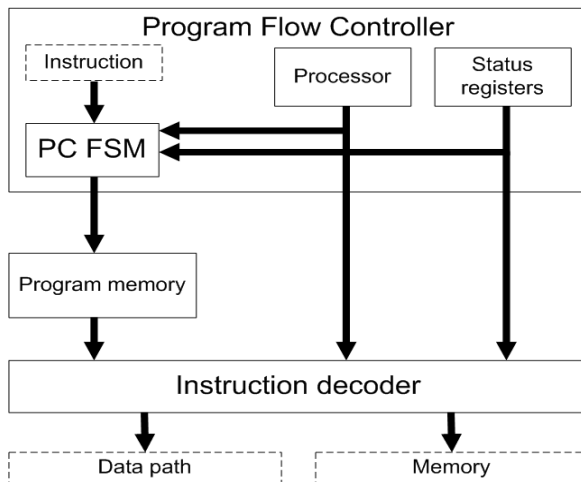 Program Flow Controller
Instruction
Processor
Status
registers
PC FSM
Program memory
Instruction decoder
Data path
Memory